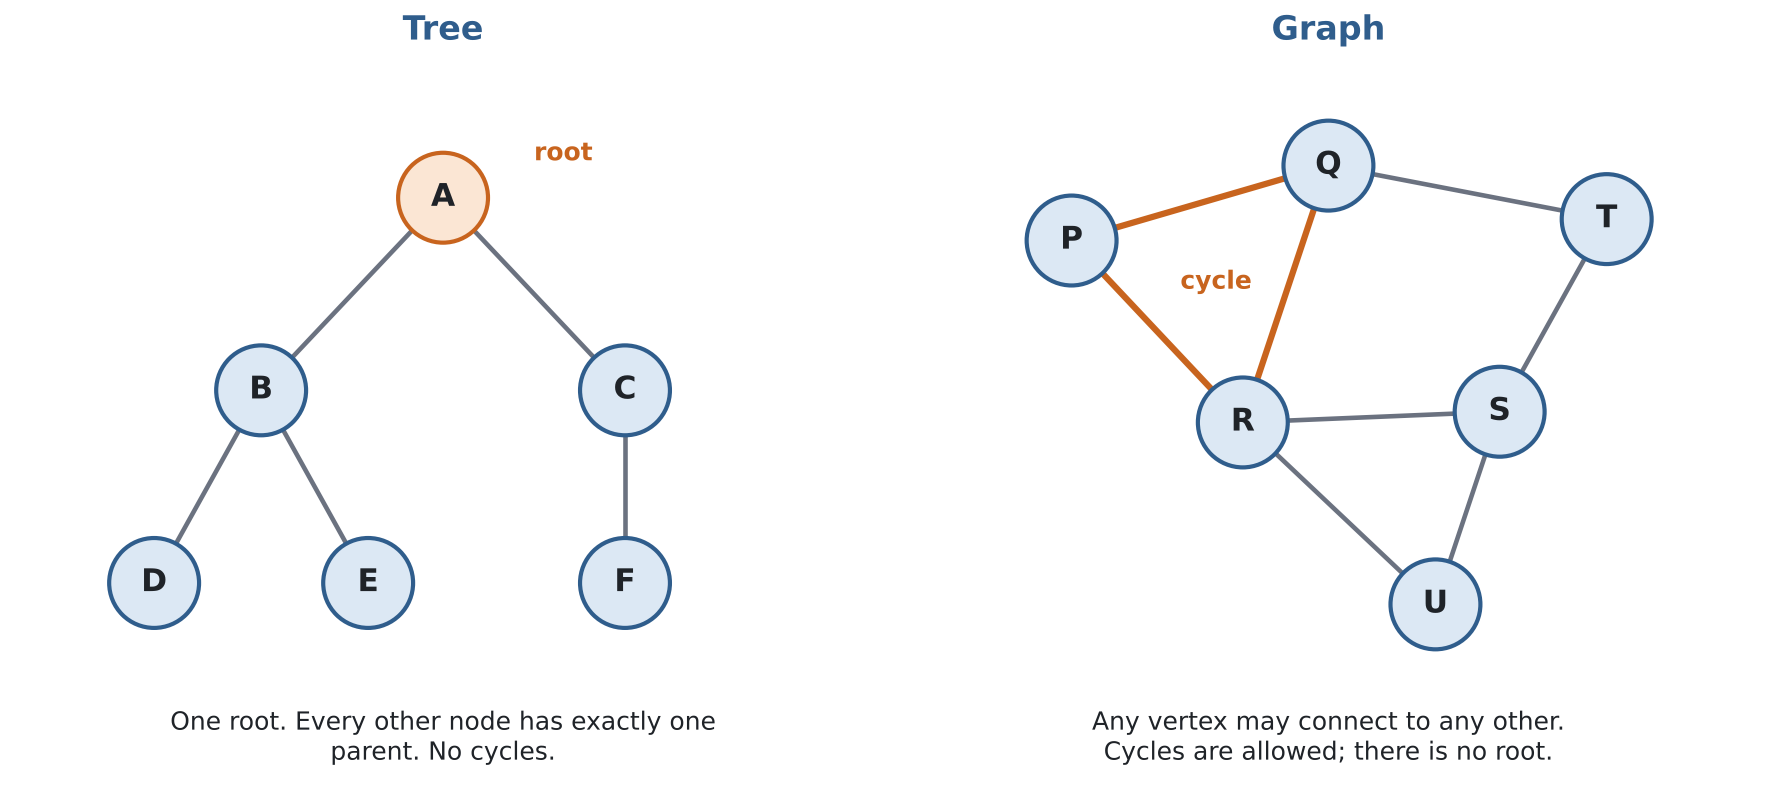 Tree
root
A
B
C
D
E
F
One root. Every other node has exactly one
parent. No cycles.
Graph
Q
T
P
cycle
S
R
U
Any vertex may connect to any other.
Cycles are allowed; there is no root.